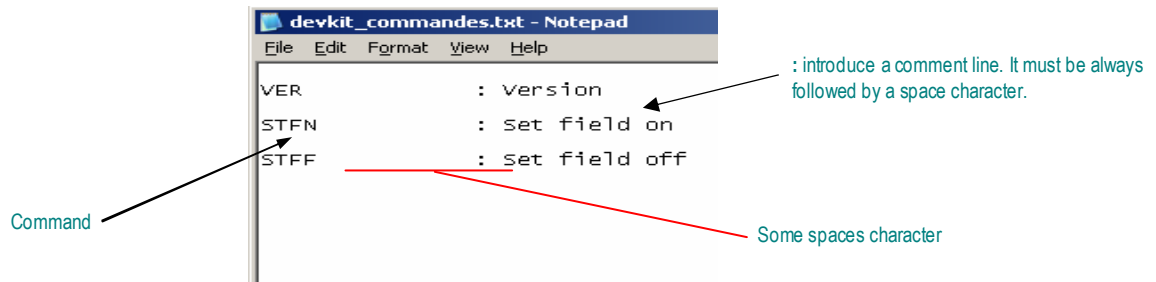 devkit_commandes.txt - Notepad
File Edit Format View Help
VER : Version
STFN : Set field on
STFF : Set field off
: introduce a comment line. It must be always
followed by a space character.
Command
Some spaces character